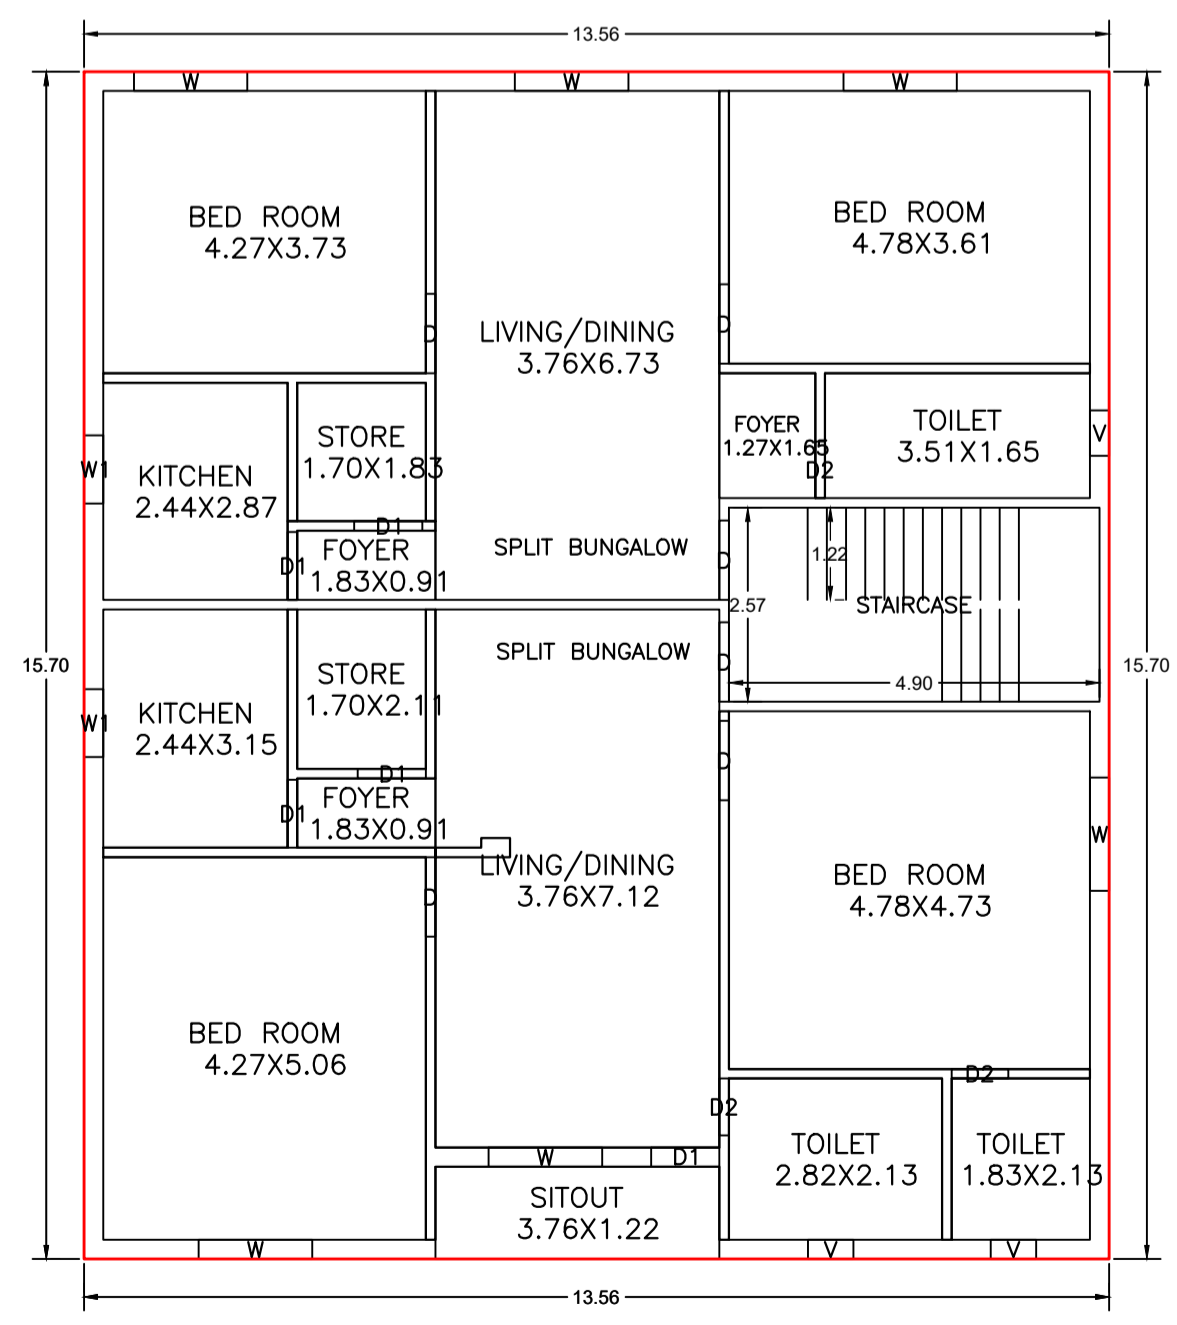 13.56
W
W
W
BED ROOM
4.27X3.73
BED ROOM
4.78X3.61
LIVING/DINING
3.76X6.73
D
D
FOYER
1.27X1.65
D2
TOILET
3.51X1.65
V
STORE
1.70X1.83
W1
KITCHEN
2.44X2.87
D1
FOYER
1.83X0.91
D1
SPLIT BUNGALOW
D
1.22
2.57
STAIRCASE
SPLIT BUNGALOW
D
4.90
15.70
15.70
STORE
1.70X2.11
W1
KITCHEN
2.44X3.15
D1
FOYER
1.83X0.91
D1
D
W
LIVING/DINING
3.76X7.12
BED ROOM
4.78X4.73
D
BED ROOM
4.27X5.06
D2
D2
W
D1
TOILET
2.82X2.13
TOILET
1.83X2.13
SITOUT
3.76X1.22
W
V
V
13.56